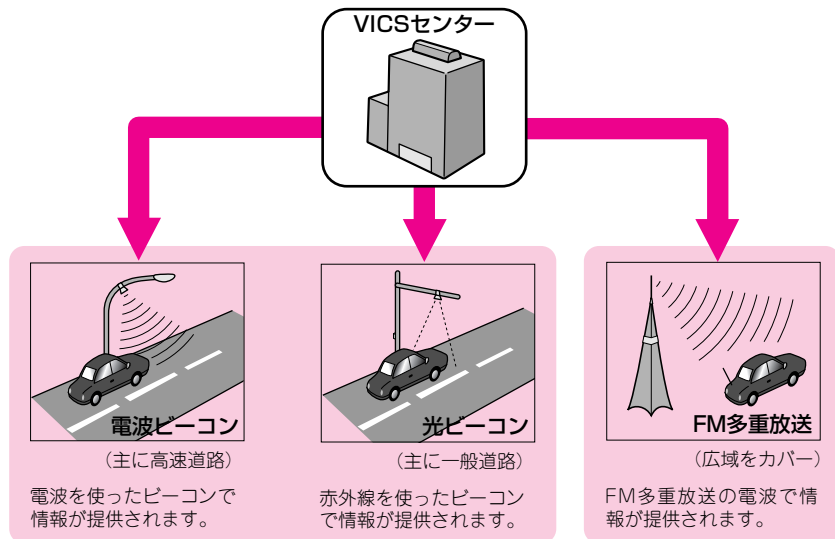 VICSセンター
電波ビーコン
（主に高速道路）
電波を使ったビーコンで
情報が提供されます。
光ビーコン
（主に一般道路）
赤外線を使ったビーコン
で情報が提供されます。
FM多重放送
（広域をカバー）
FM多重放送の電波で情
報が提供されます。